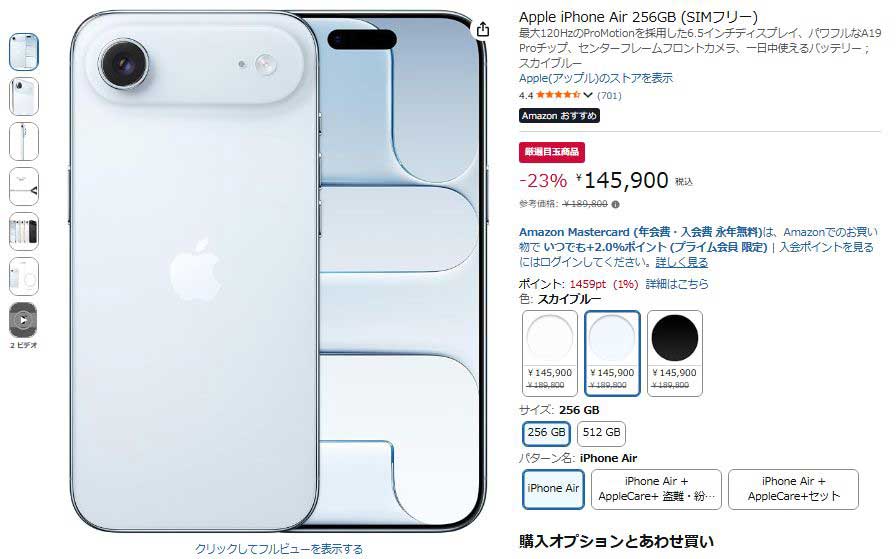 Apple iPhone Air 256GB (SIMフリー)
最大120HzのProMotionを採用した6.5インチディスプレイ、パワフルなA19
Proチップ、センターフレームフロントカメラ、一日中使えるバッテリー；
スカイブルー
Apple(アップル)のストアを表示
4.4 (701)
Amazon おすすめ
厳選目玉商品
-23% ￥145,900 税込
参考価格: ￥189,800
Amazon Mastercard (年会費・入会費 永年無料)は、Amazonでのお買い
物で いつでも+2.0%ポイント (プライム会員 限定) | 入会ポイントを見る
にはログインしてください。詳しく見る
ポイント: 1459pt (1%) 詳細はこちら
色: スカイブルー
￥145,900 ￥145,900 ￥145,900
￥189,800 ￥189,800 ￥189,800
サイズ: 256 GB
256 GB 512 GB
パターン名: iPhone Air
iPhone Air
iPhone Air +
AppleCare+ 盗難・紛…
iPhone Air +
AppleCare+セット
購入オプションとあわせ買い
2 ビデオ
クリックしてフルビューを表示する